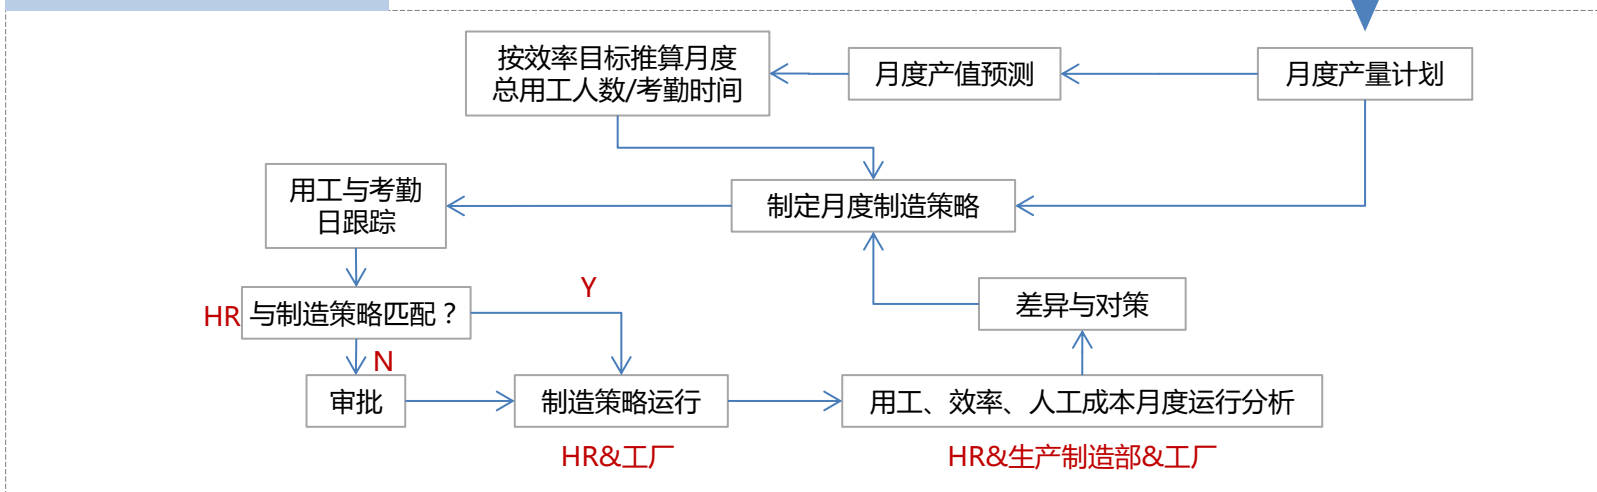 按效率目标推算月度
总用工人数/考勤时间
月度产值预测
月度产量计划
用工与考勤
日跟踪
制定月度制造策略
HR
与制造策略匹配？
Y
差异与对策
N
审批
制造策略运行
用工、效率、人工成本月度运行分析
HR&工厂
HR&生产制造部&工厂